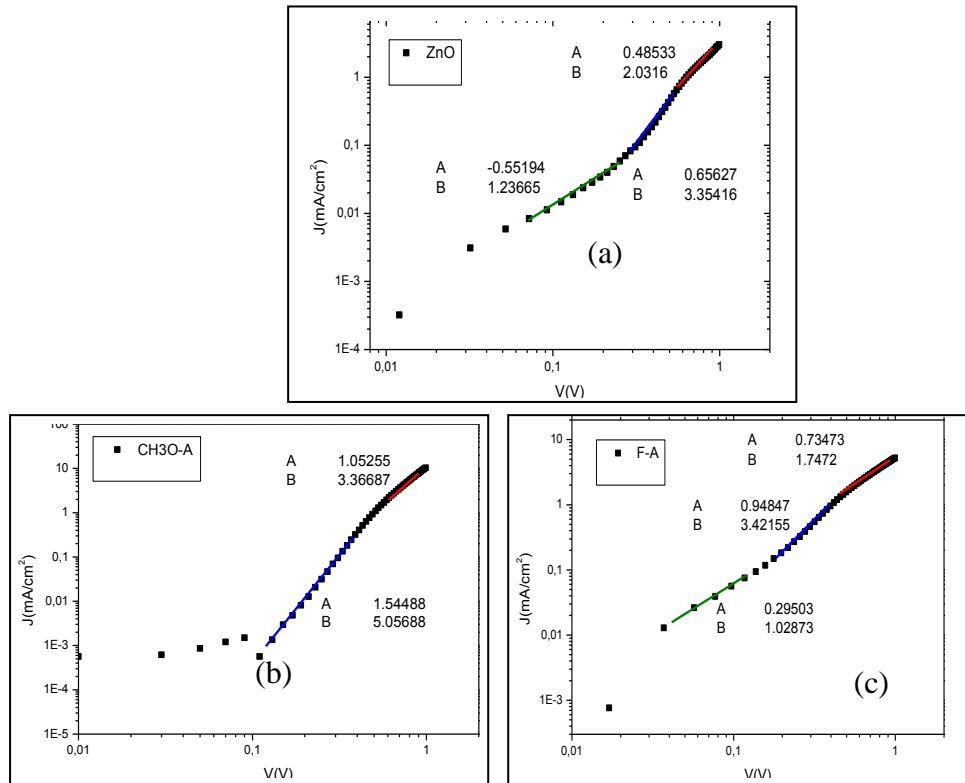 ZnO
A 0.48533
B 2.0316
A -0.55194
B 1.23665
A 0.65627
B 3.35416
(a)
J(mA/cm²)
1
0,1
0,01
1E-3
1E-4
0,01 0,1 1
V(V)
CH3O-A
A 1.05255
B 3.36687
A 1.54488
B 5.05688
(b)
J(mA/cm²)
100
10
1
0,1
0,01
1E-3
1E-4
1E-5
0,01 0,1 1
V(V)
F-A
A 0.73473
B 1.7472
A 0.94847
B 3.42155
A 0.29503
B 1.02873
(c)
J(mA/cm²)
10
1
0,1
0,01
1E-3
0,01 0,1 1
V(V)